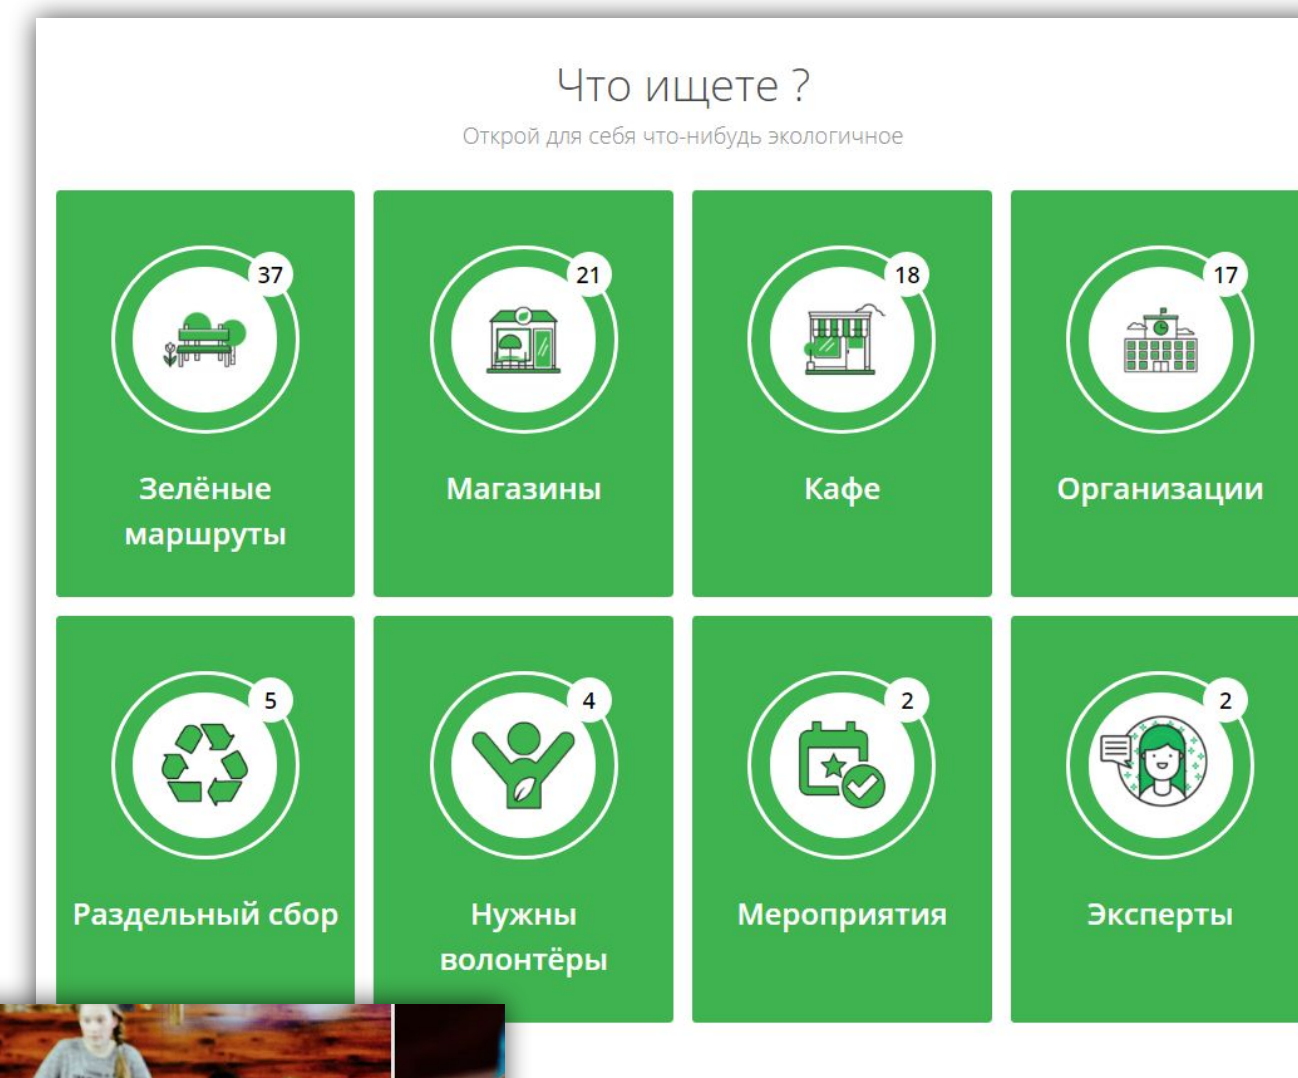 Что ищете ?
Открой для себя что-нибудь экологичное
37
21
18
17
Зелёные
маршруты
Магазины
Кафе
Организации
5
4
2
2
Раздельный сбор
Нужны
волонтёры
Мероприятия
Эксперты